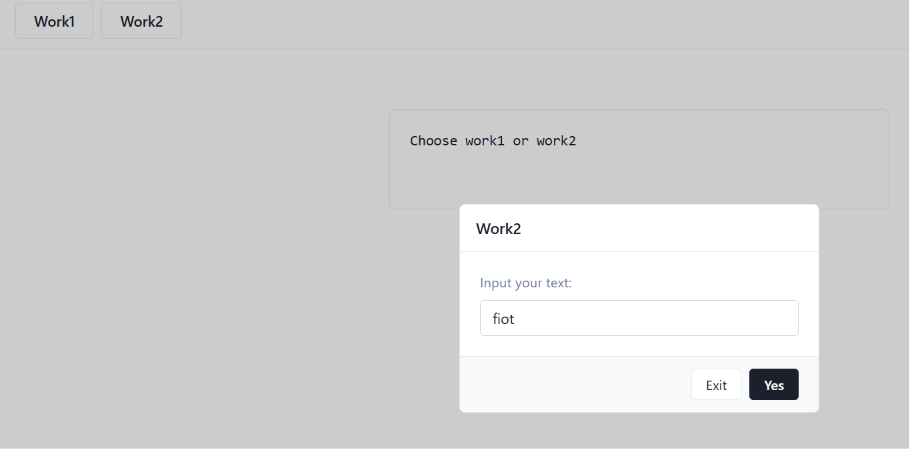 Work1 Work2
Choose work1 or work2
Work2
Input your text:
fiot
Exit Yes